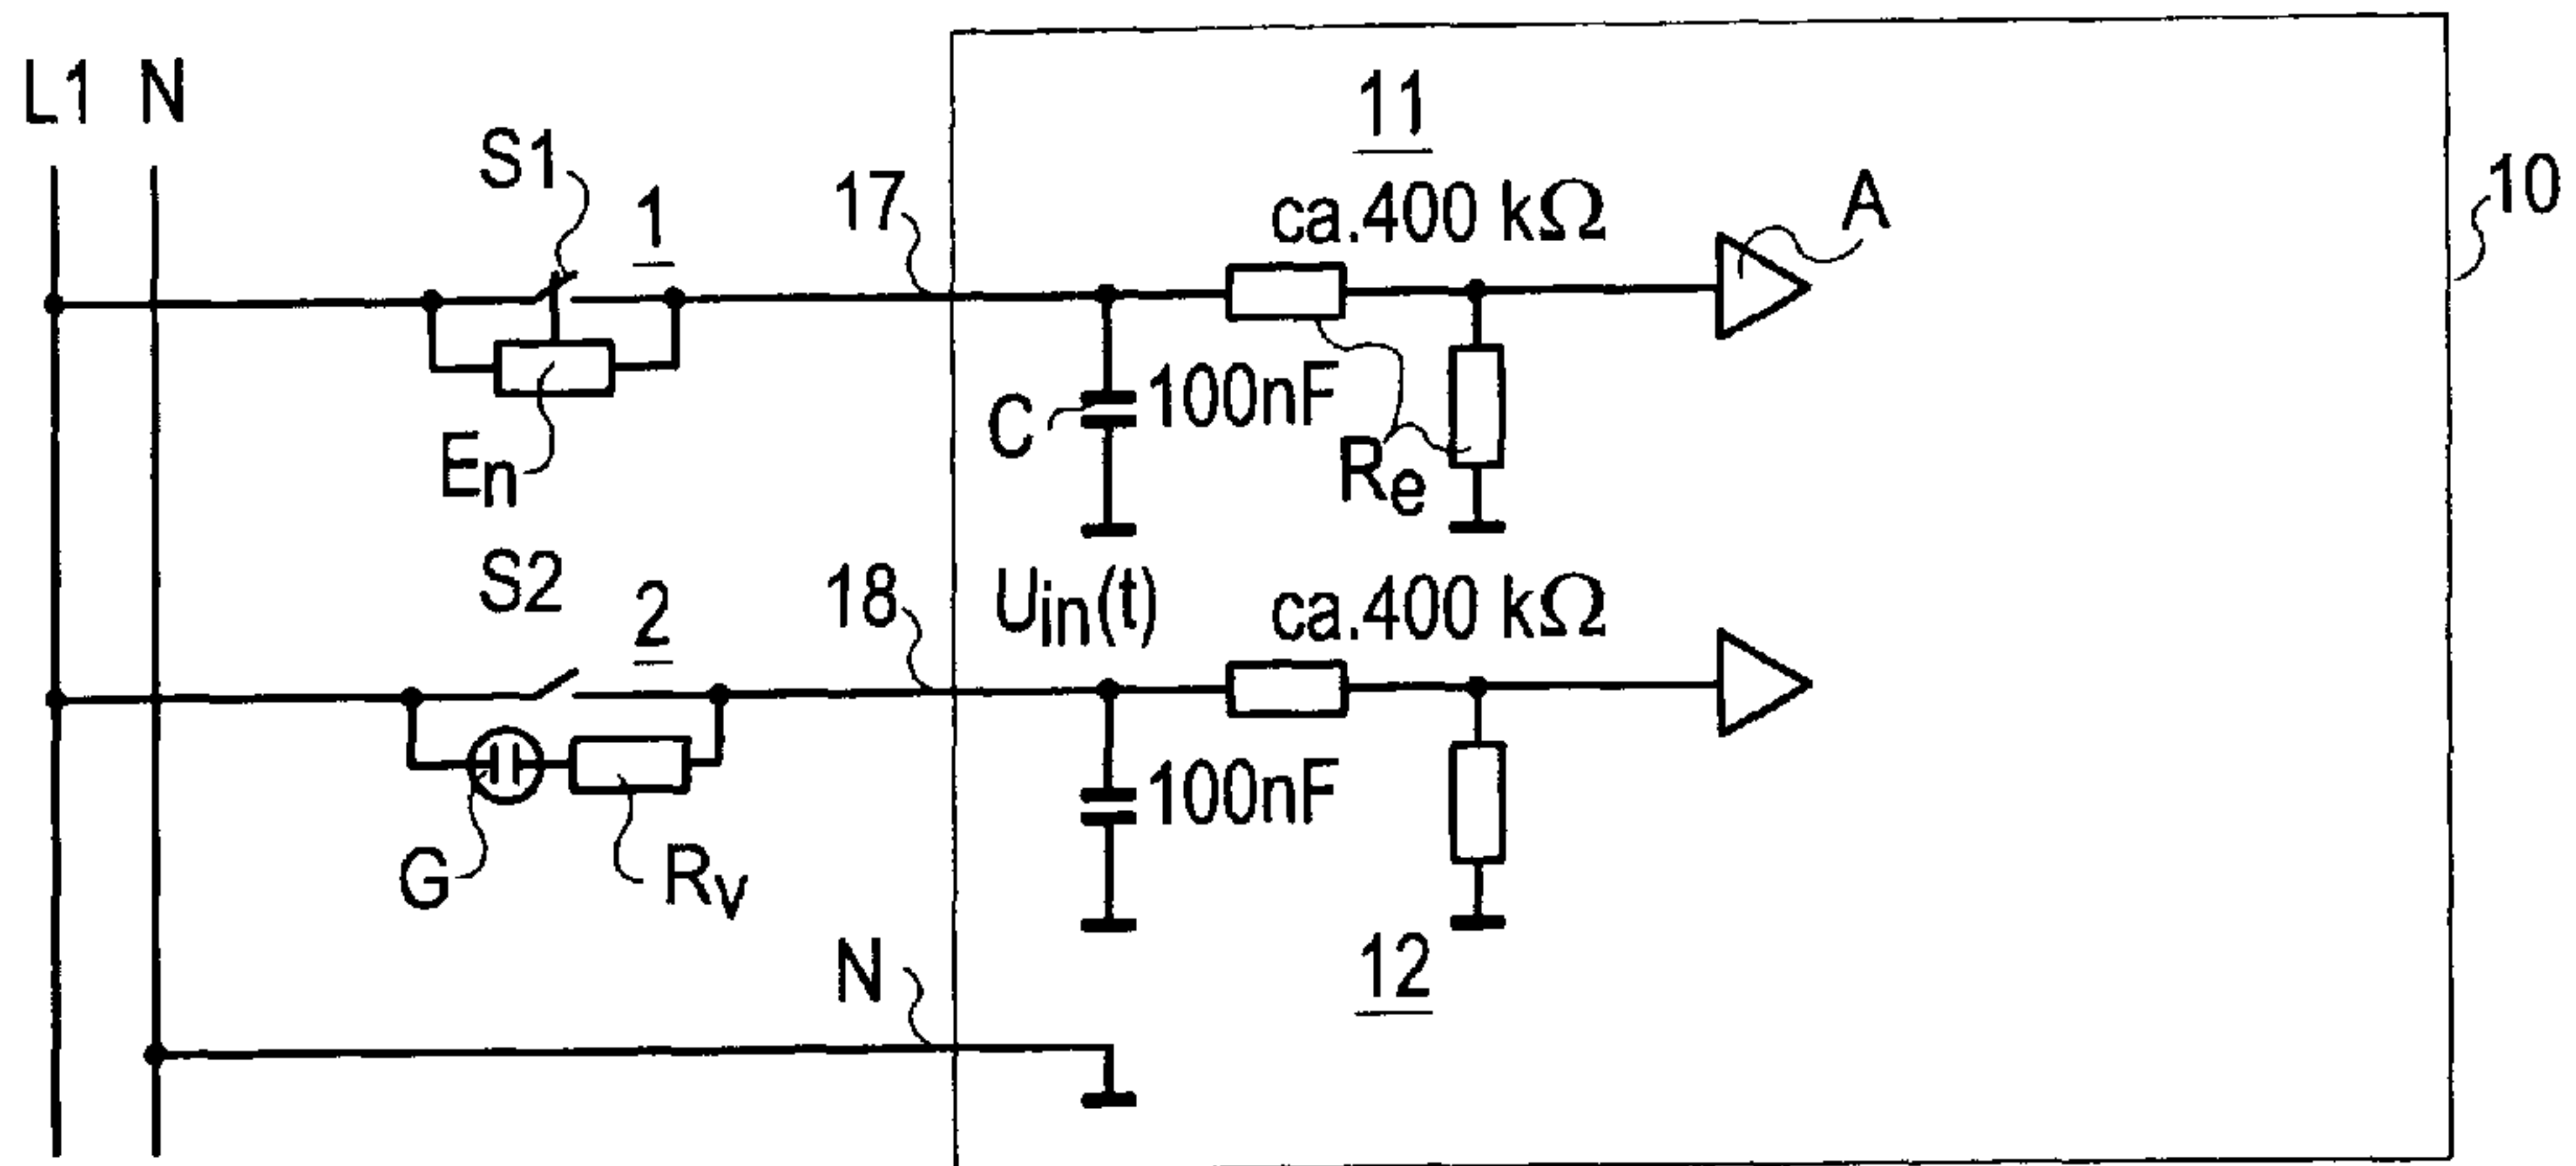 L1 N
S1
1
17
11
ca.400 kΩ
A
10
En
C
100nF
Re
S2
2
18
Uin(t)
ca.400 kΩ
100nF
G
Rv
N
12